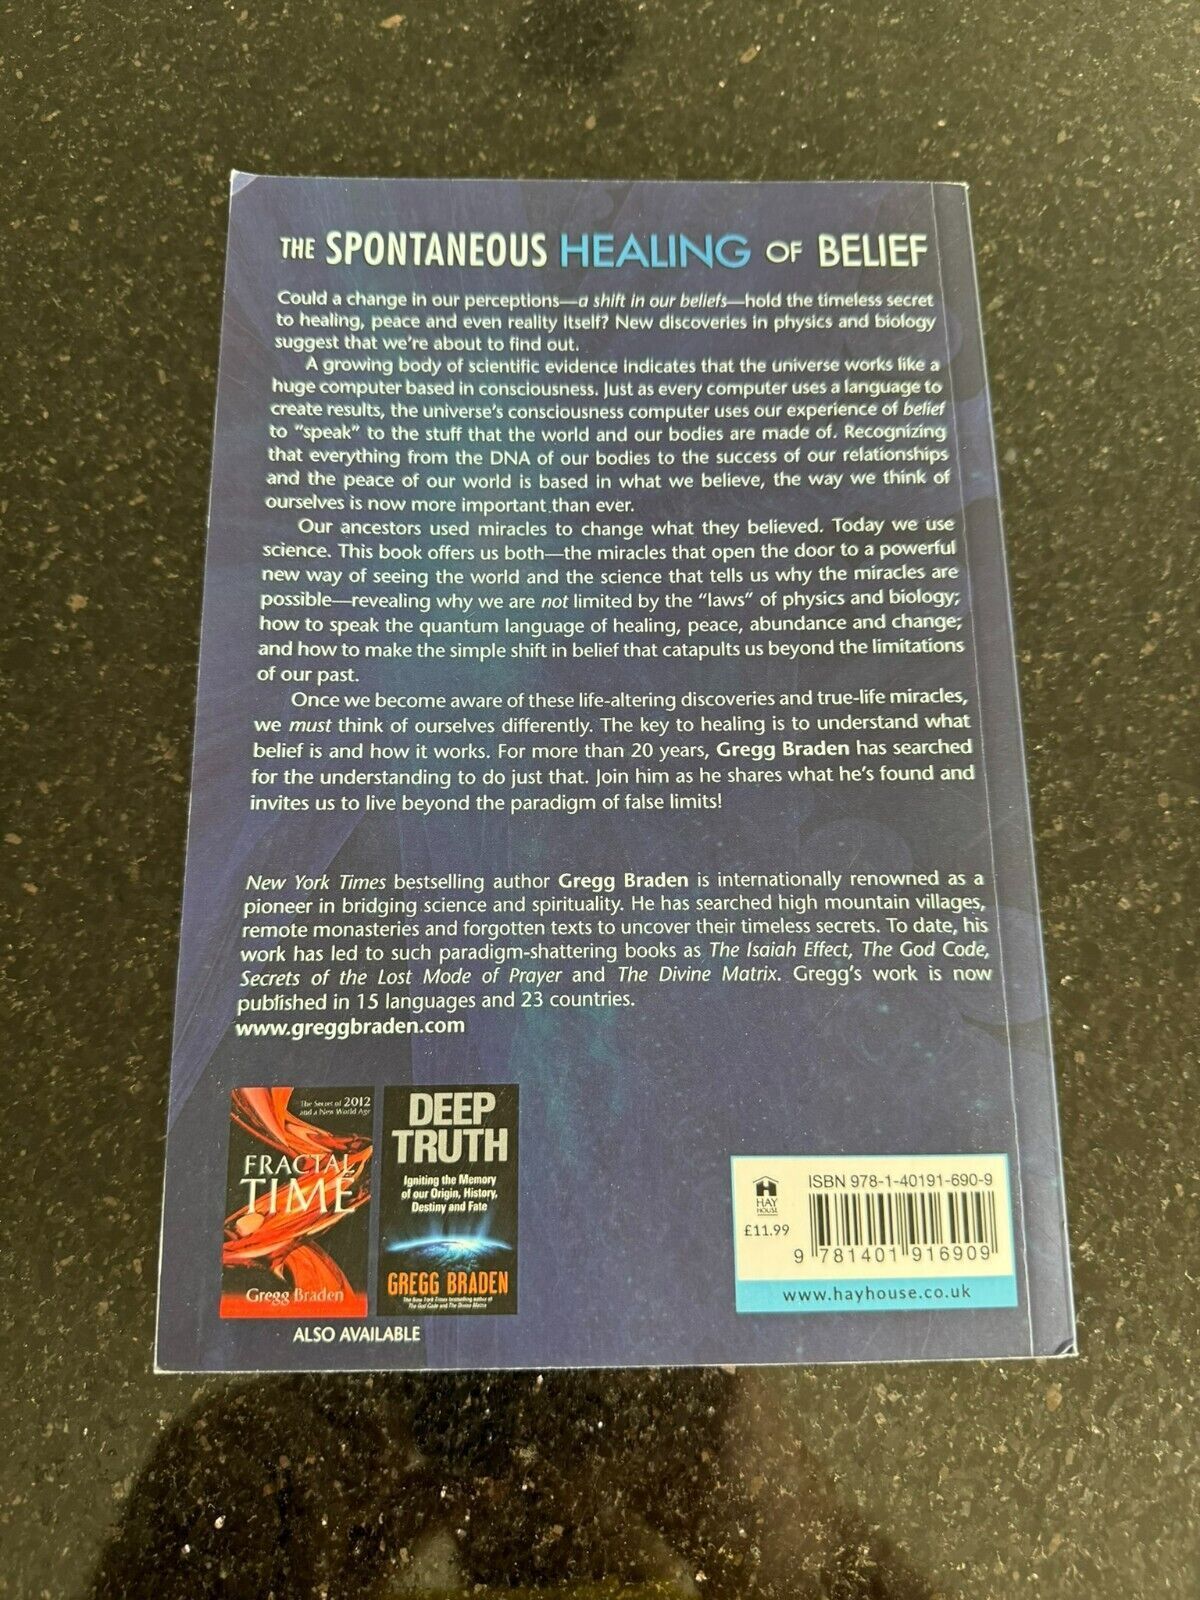 THE SPONTANEOUS HEALING OF BELIEF
Could a change in our perceptions—a shift in our beliefs—hold the timeless secret
to healing, peace and even reality itself? New discoveries in physics and biology
suggest that we're about to find out.
A growing body of scientific evidence indicates that the universe works like a
huge computer based in consciousness. Just as every computer uses a language to
create results, the universe's consciousness computer uses our experience of belief
to "speak" to the stuff that the world and our bodies are made of. Recognizing
that everything from the DNA of our bodies to the success of our relationships
and the peace of our world is based in what we believe, the way we think of
ourselves is now more important than ever.
Our ancestors used miracles to change what they believed. Today we use
science. This book offers us both—the miracles that open the door to a powerful
new way of seeing the world and the science that tells us why the miracles are
possible—revealing why we are not limited by the "laws" of physics and biology;
how to speak the quantum language of healing, peace, abundance and change;
and how to make the simple shift in belief that catapults us beyond the limitations
of our past.
Once we become aware of these life-altering discoveries and true-life miracles,
we must think of ourselves differently. The key to healing is to understand what
belief is and how it works. For more than 20 years, Gregg Braden has searched
for the understanding to do just that. Join him as he shares what he's found and
invites us to live beyond the paradigm of false limits!
New York Times bestselling author Gregg Braden is internationally renowned as a
pioneer in bridging science and spirituality. He has searched high mountain villages,
remote monasteries and forgotten texts to uncover their timeless secrets. To date, his
work has led to such paradigm-shattering books as The Isaiah Effect, The God Code,
Secrets of the Lost Mode of Prayer and The Divine Matrix. Gregg's work is now
published in 15 languages and 23 countries.
www.greggbraden.com
The Secret of 2012
and a New World Age
FRACTAL
TIME
Gregg Braden
DEEP
TRUTH
Igniting the Memory
of our Origin, History,
Destiny and Fate
GREGG BRADEN
The New York Times bestselling author of
The God Code and The Divine Matrix
ALSO AVAILABLE
HAY
HOUSE
£11.99
ISBN 978-1-40191-690-9
9 781401 916909
www.hayhouse.co.uk